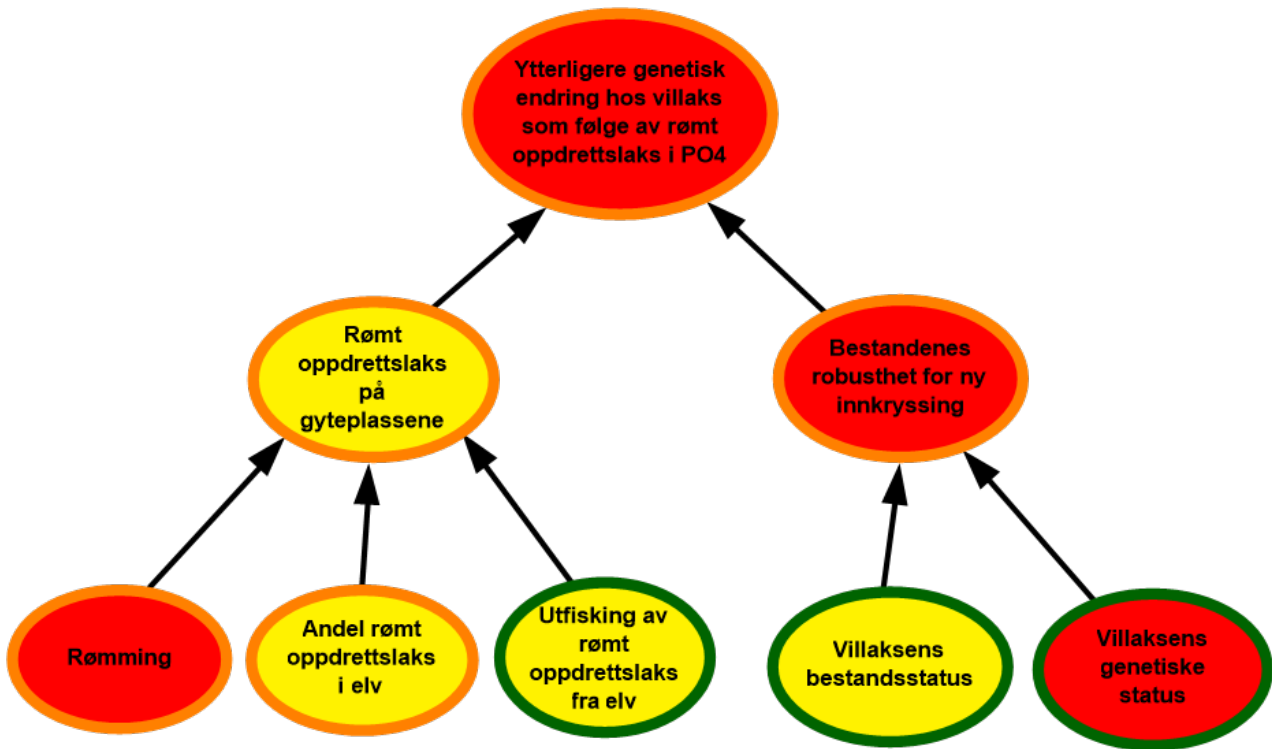 Ytterligere genetisk
endring hos villaks
som følge av rømt
oppdrettslaks i PO4
Rømt
oppdrettslaks
på
gyteplassene
Bestandenes
robusthet for ny
innkryssing
Rømming
Andel rømt
oppdrettslaks
i elv
Utfisking av
rømt
oppdrettslaks
fra elv
Villaksens
bestandsstatus
Villaksens
genetiske
status